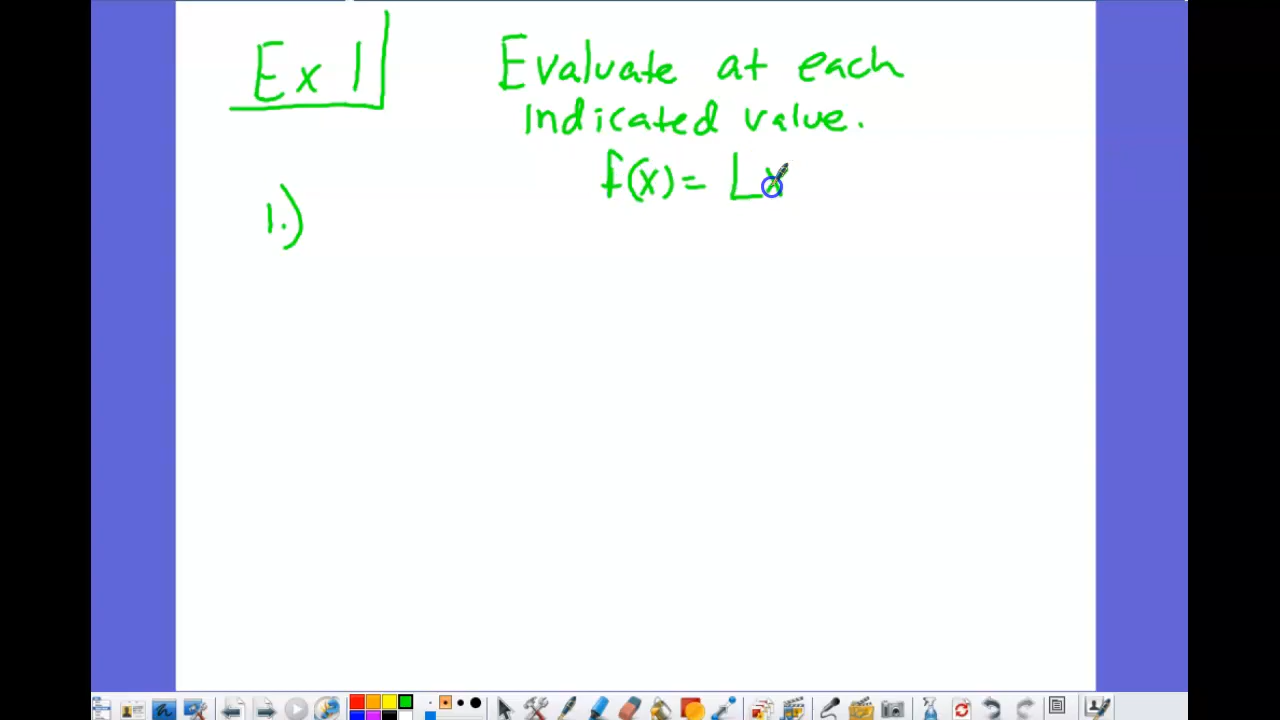 Ex 1
Evaluate at each
indicated value.
f(x) = ⌊x
1.)